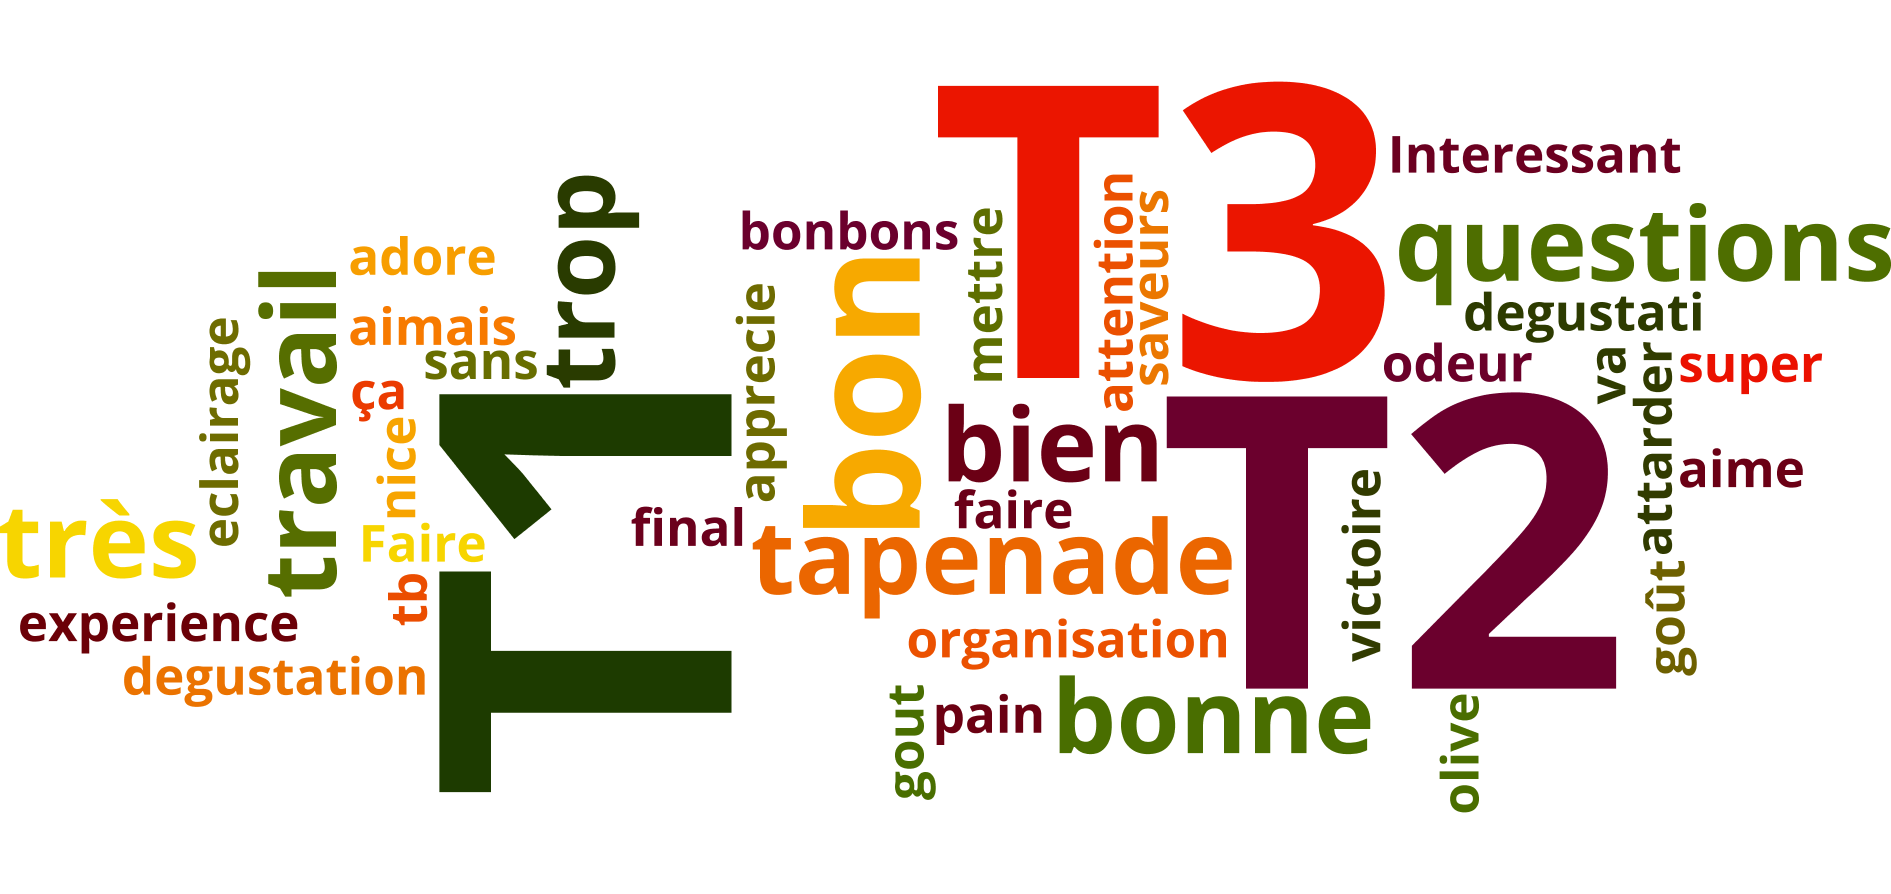 T3
Interessant
trop
attention
saveurs
questions
mettre
bonbons
adore
bon
travail
apprecie
degustati
aimais
eclairage
sans
odeur
va
super
attarder
ça
T1
T2
bien
nice
aime
victoire
très
faire
final
tapenade
Faire
goût
tb
experience
organisation
degustation
bonne
gout
pain
olive